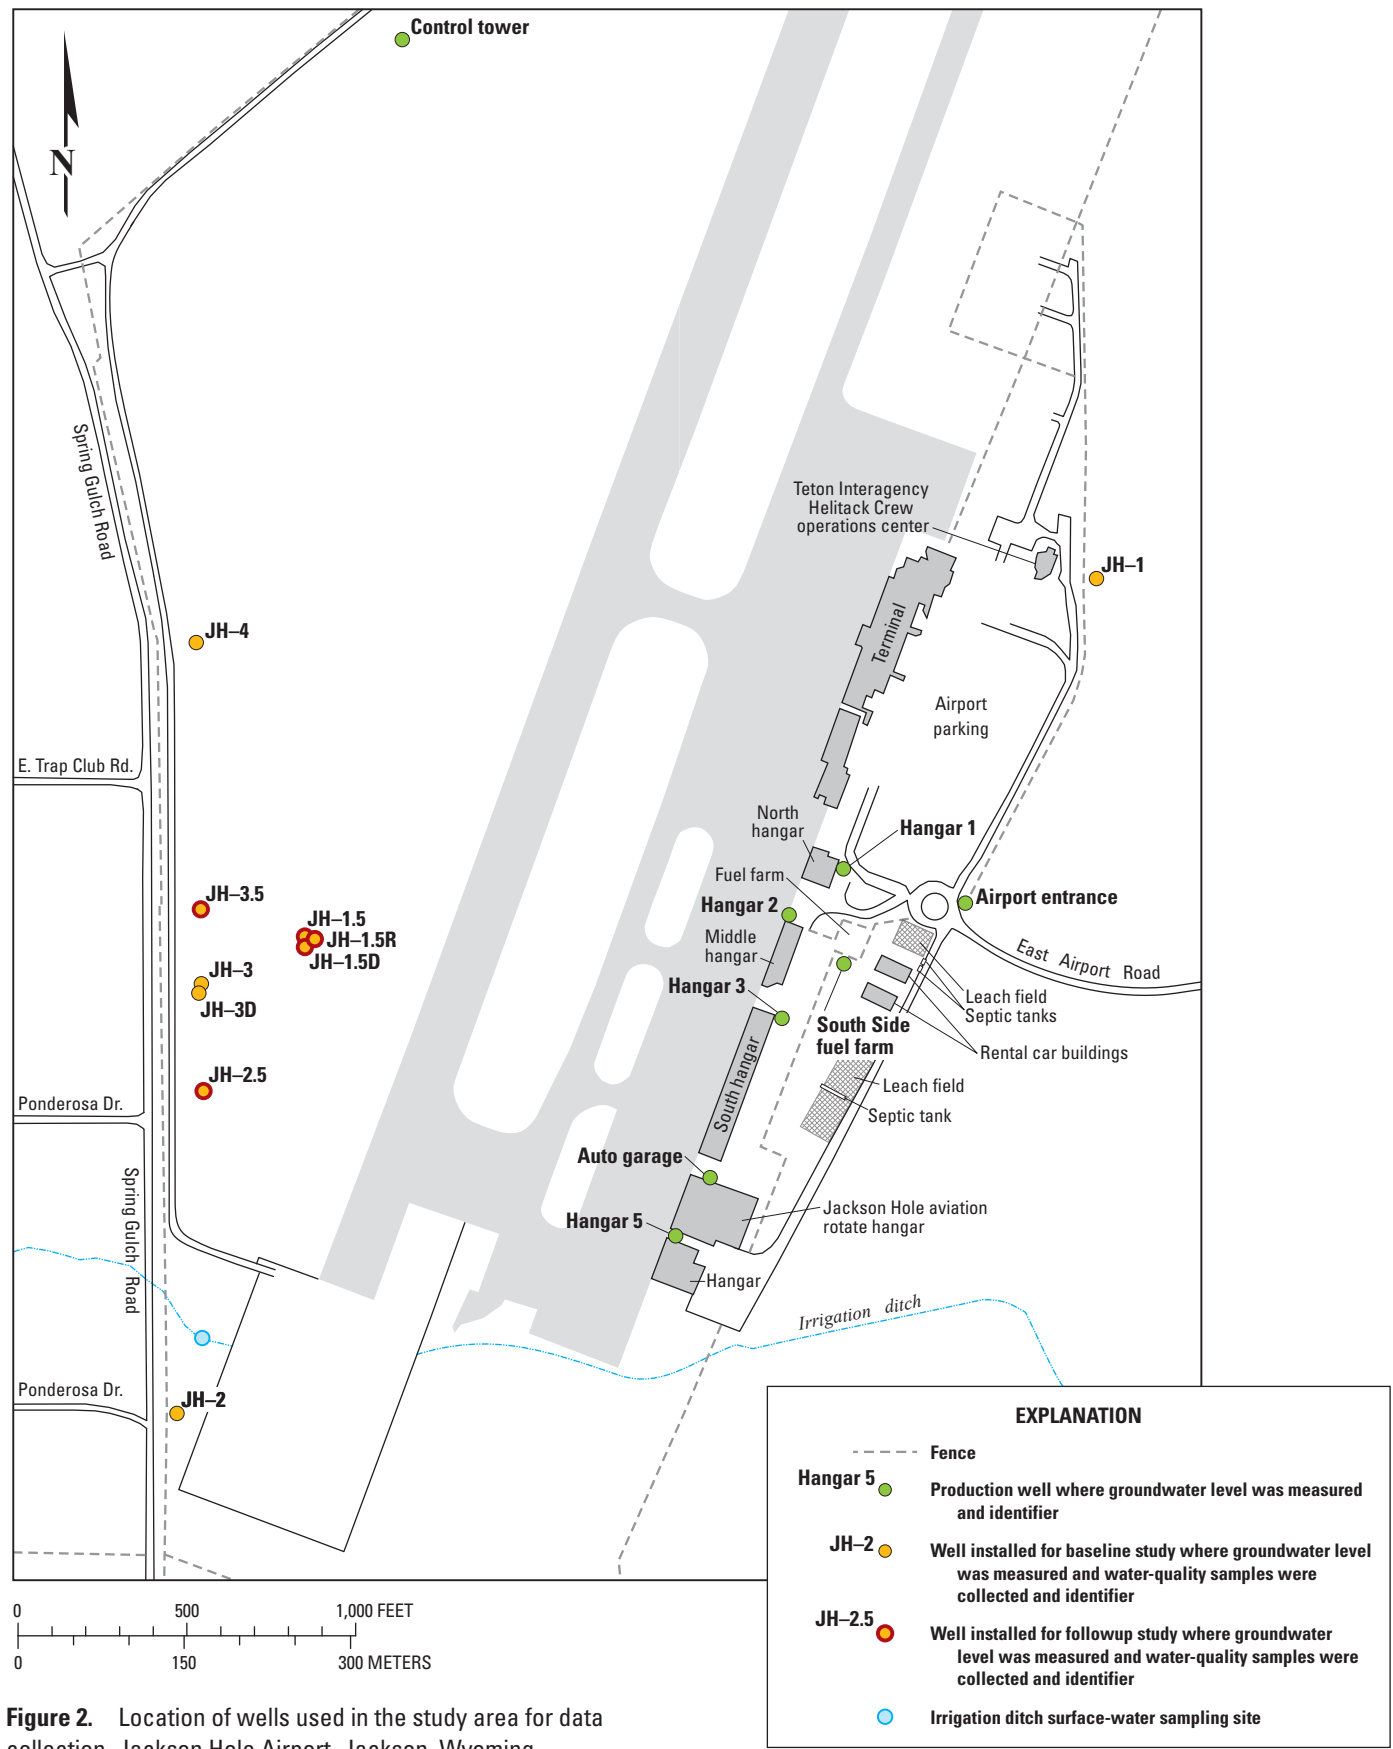 Control tower
N
Spring Gulch Road
Teton Interagency
Helitack Crew
operations center
JH–1
JH–4
Terminal
Airport
parking
E. Trap Club Rd.
North
hangar
Hangar 1
Fuel farm
JH–3.5
Hangar 2
Airport entrance
JH–1.5
JH–1.5R
JH–1.5D
Middle
hangar
East Airport Road
JH–3
JH–3D
Hangar 3
Leach field
Septic tanks
South Side
fuel farm
Rental car buildings
JH–2.5
South hangar
Leach field
Ponderosa Dr.
Septic tank
Auto garage
Spring Gulch Road
Jackson Hole aviation
rotate hangar
Hangar 5
Hangar
Irrigation ditch
Ponderosa Dr.
JH–2
EXPLANATION
Fence
Hangar 5
Production well where groundwater level was measured
and identifier
JH–2
Well installed for baseline study where groundwater level
was measured and water-quality samples were
collected and identifier
JH–2.5
Well installed for followup study where groundwater
level was measured and water-quality samples were
collected and identifier
Irrigation ditch surface-water sampling site
0 500 1,000 FEET
0 150 300 METERS
Figure 2. Location of wells used in the study area for data
collection, Jackson Hole Airport, Jackson, Wyoming